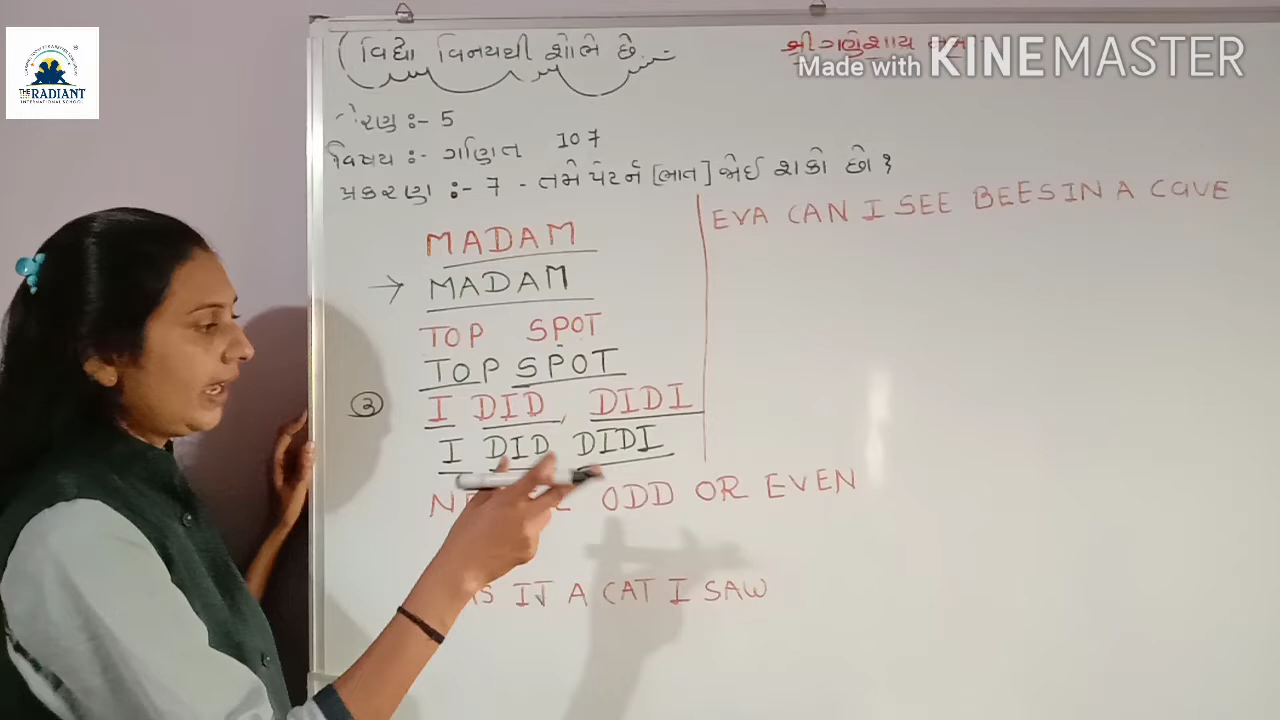 THE RADIANT
INTERNATIONAL SCHOOL
Made with KINEMASTER
( વિદ્યા વિનયથી શોભે છે.
શ્રી ગણેશાય
ધોરણ :- 5
વિષય :- ગણિત 107
પ્રકરણ :- 7 - તમે પેટર્ન [ભાત] જોઈ શકો છો ?
MADAM
→ MADAM
TOP SPOT
TOP SPOT
③ I DID, DIDI
I DID DIDI
ODD OR EVEN
IT A CAT I SAW
EVA CAN I SEE BEES IN A CAVE